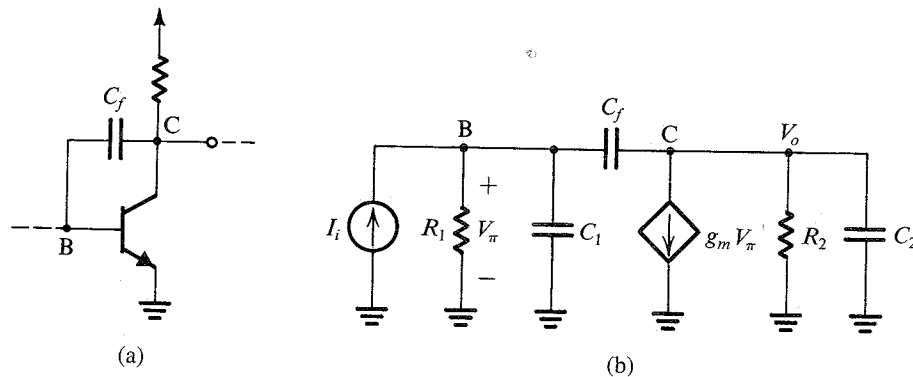 C_f
C
B
(a)
B
C_f
C
V_o
I_i
R_1
+
V_π
−
C_1
g_m V_π
R_2
C_2
(b)